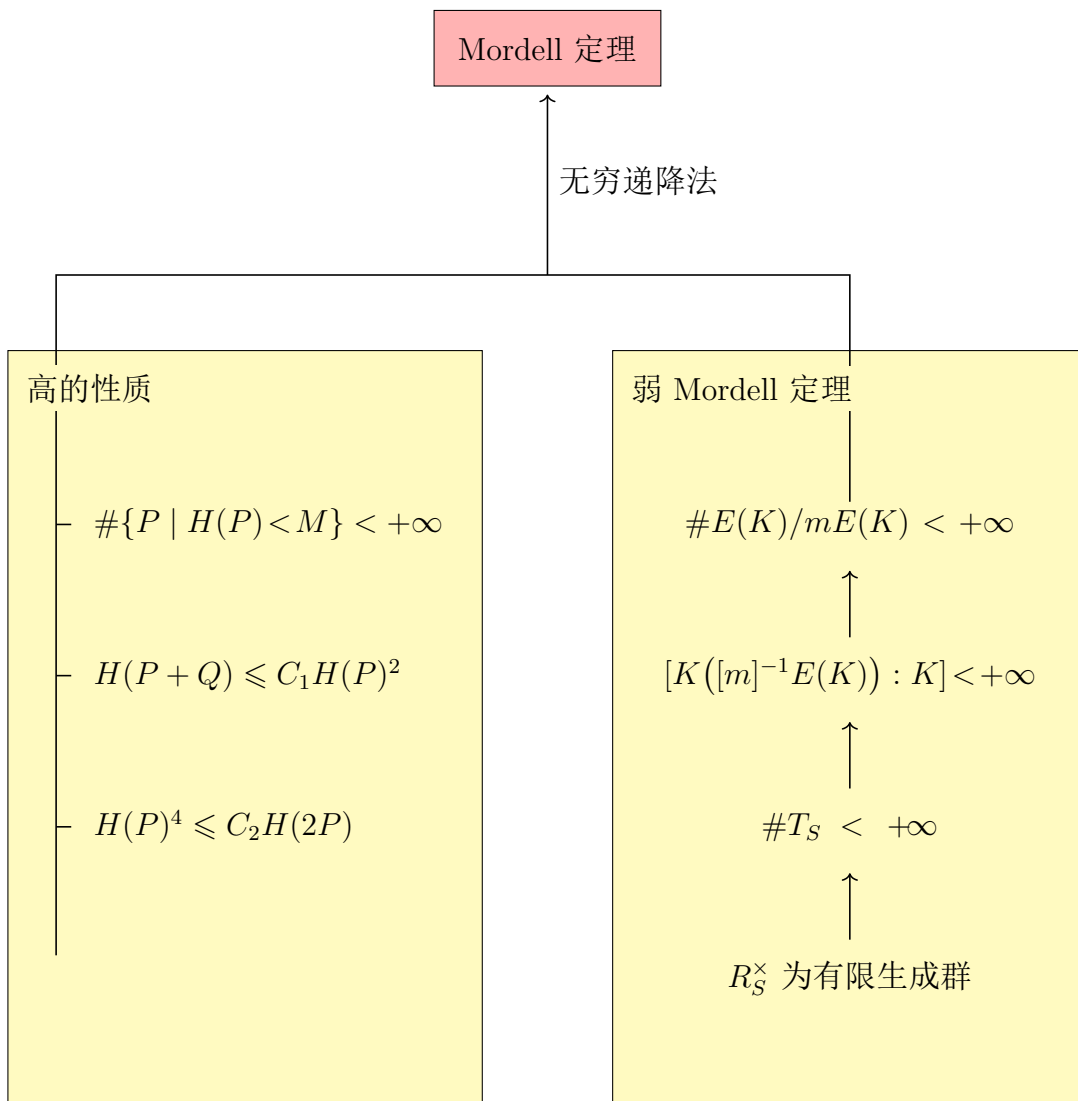 Mordell 定理
无穷递降法
高的性质
#{P | H(P)<M} < +∞
H(P + Q) ⩽ C₁H(P)²
H(P)⁴ ⩽ C₂H(2P)
弱 Mordell 定理
#E(K)/mE(K) < +∞
[K([m]⁻¹E(K)) : K]<+∞
#T_S < +∞
R_S^× 为有限生成群